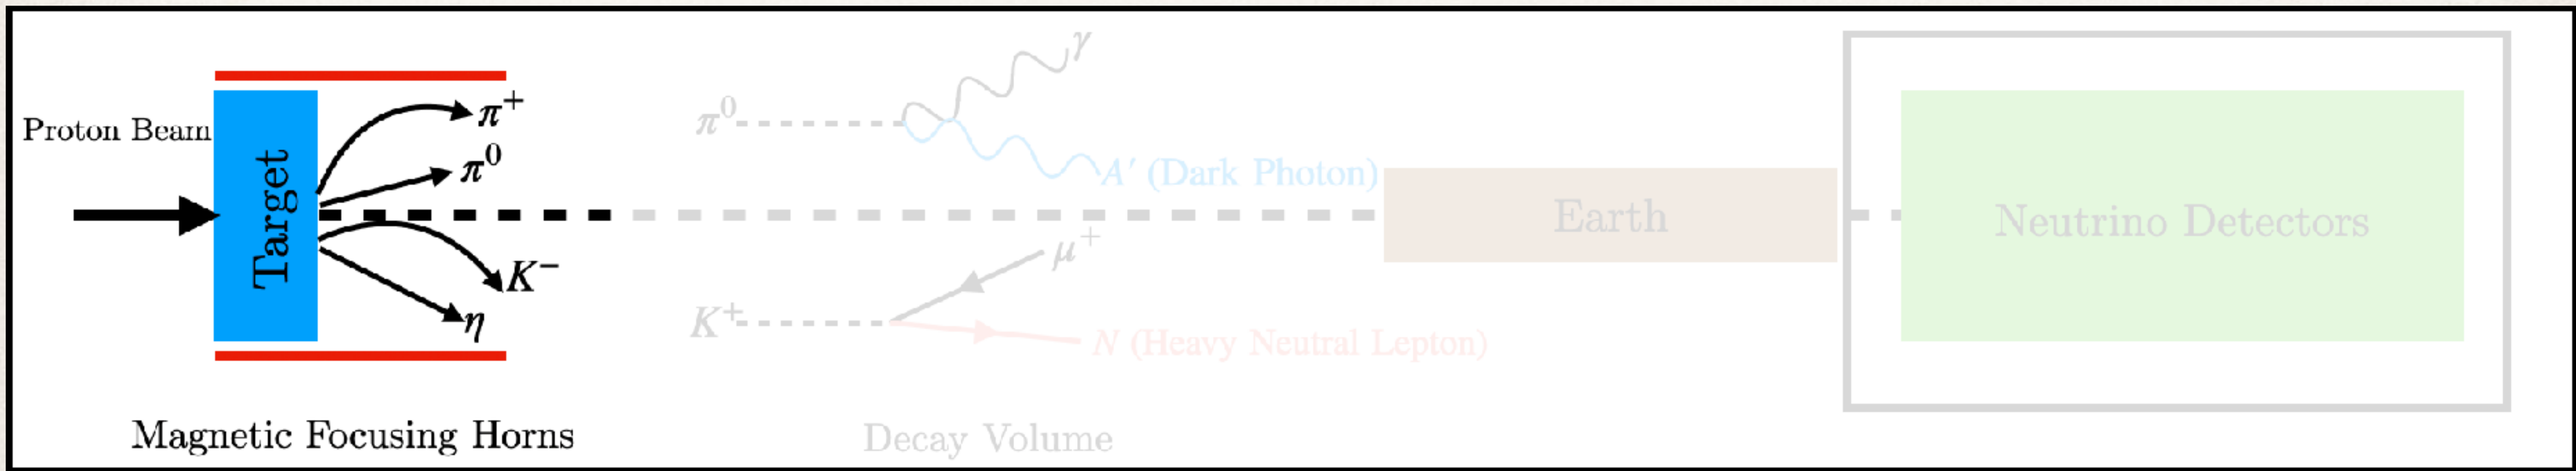 Proton Beam
Target
π⁺
π⁰
K⁻
η
Magnetic Focusing Horns
π⁰
γ
A′ (Dark Photon)
K⁺
μ⁺
N (Heavy Neutral Lepton)
Decay Volume
Earth
Neutrino Detectors